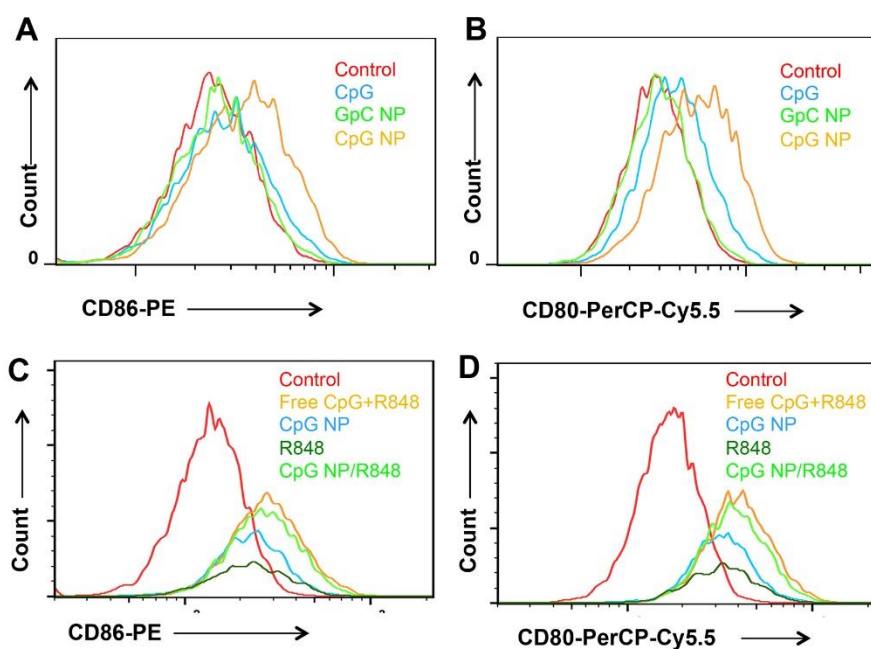 A
Control
CpG
GpC NP
CpG NP
Count
0
CD86-PE
B
Control
CpG
GpC NP
CpG NP
Count
0
CD80-PerCP-Cy5.5
C
Control
Free CpG+R848
CpG NP
R848
CpG NP/R848
Count
CD86-PE
D
Control
Free CpG+R848
CpG NP
R848
CpG NP/R848
Count
CD80-PerCP-Cy5.5